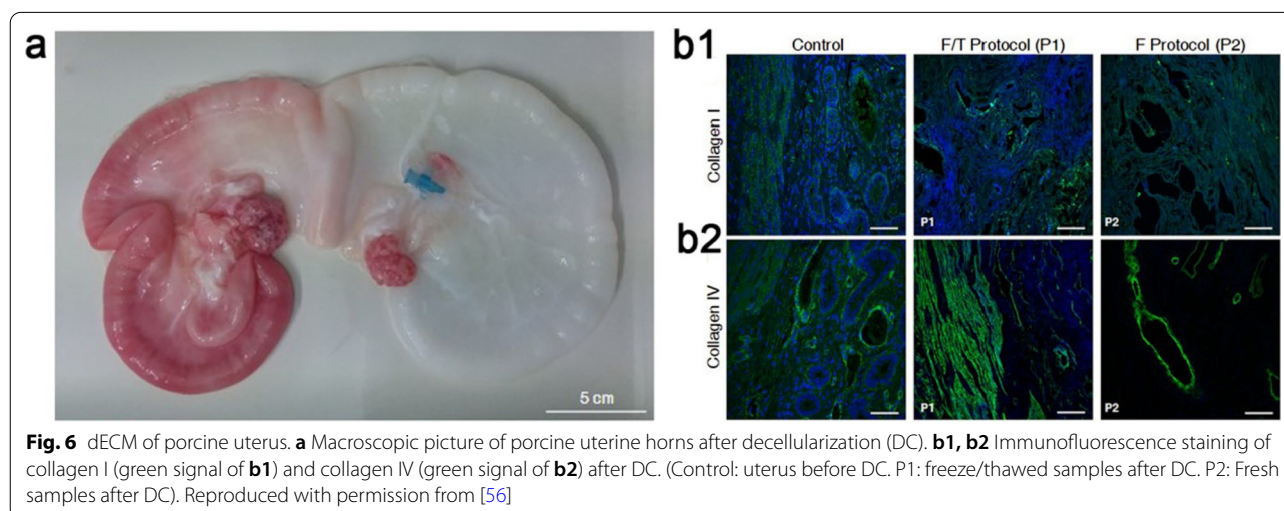 a
5 cm
b1
Control
F/T Protocol (P1)
F Protocol (P2)
Collagen I
P1
P2
b2
Collagen IV
P1
P2
Fig. 6 dECM of porcine uterus. a Macroscopic picture of porcine uterine horns after decellularization (DC). b1, b2 Immunofluorescence staining of
collagen I (green signal of b1) and collagen IV (green signal of b2) after DC. (Control: uterus before DC. P1: freeze/thawed samples after DC. P2: Fresh
samples after DC). Reproduced with permission from [56]